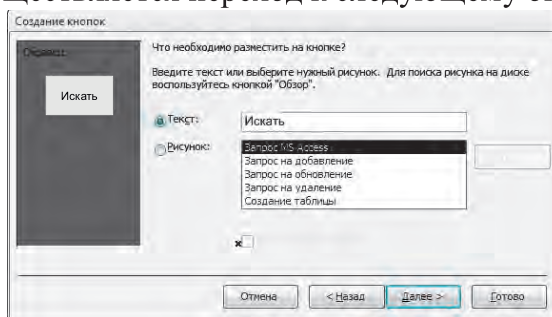 Создание кнопок
Образец:
Искать
Что необходимо разместить на кнопке?
Введите текст или выберите нужный рисунок. Для поиска рисунка на диске
воспользуйтесь кнопкой "Обзор".
Текст:
Искать
Рисунок:
Запрос MS Access
Запрос на добавление
Запрос на обновление
Запрос на удаление
Создание таблицы
Отмена
< Назад
Далее >
Готово